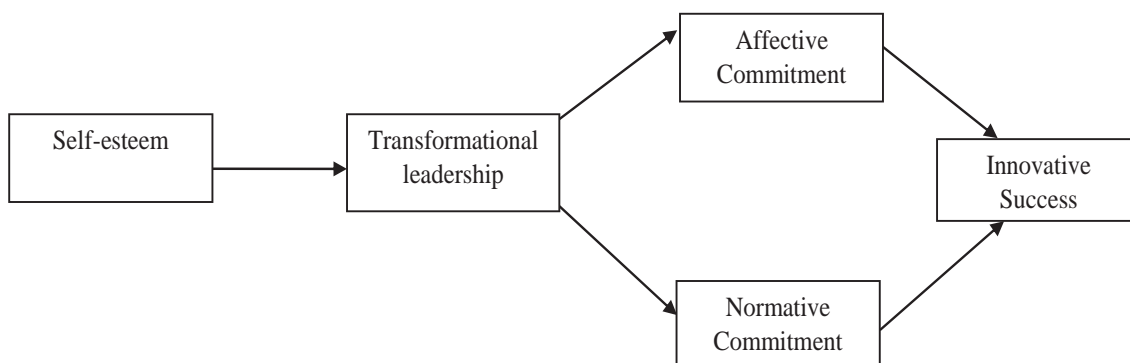 Self-esteem
Transformational
leadership
Affective
Commitment
Normative
Commitment
Innovative
Success